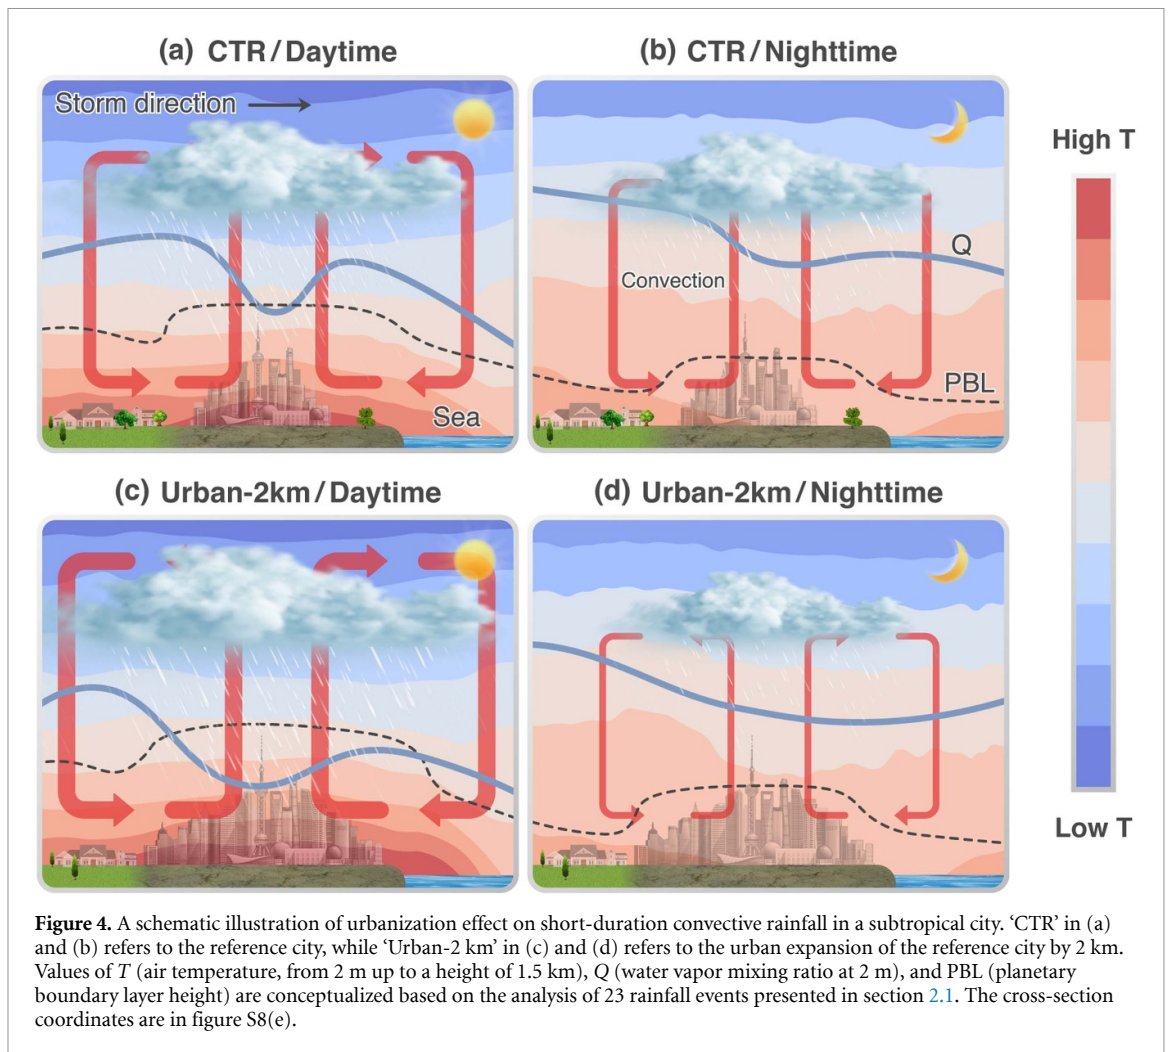 (a) CTR/Daytime
(b) CTR/Nighttime
Storm direction
High T
Q
Convection
PBL
Sea
(c) Urban-2km/Daytime
(d) Urban-2km/Nighttime
Low T
Figure 4. A schematic illustration of urbanization effect on short-duration convective rainfall in a subtropical city. ‘CTR’ in (a)
and (b) refers to the reference city, while ‘Urban-2 km’ in (c) and (d) refers to the urban expansion of the reference city by 2 km.
Values of T (air temperature, from 2 m up to a height of 1.5 km), Q (water vapor mixing ratio at 2 m), and PBL (planetary
boundary layer height) are conceptualized based on the analysis of 23 rainfall events presented in section 2.1. The cross-section
coordinates are in figure S8(e).